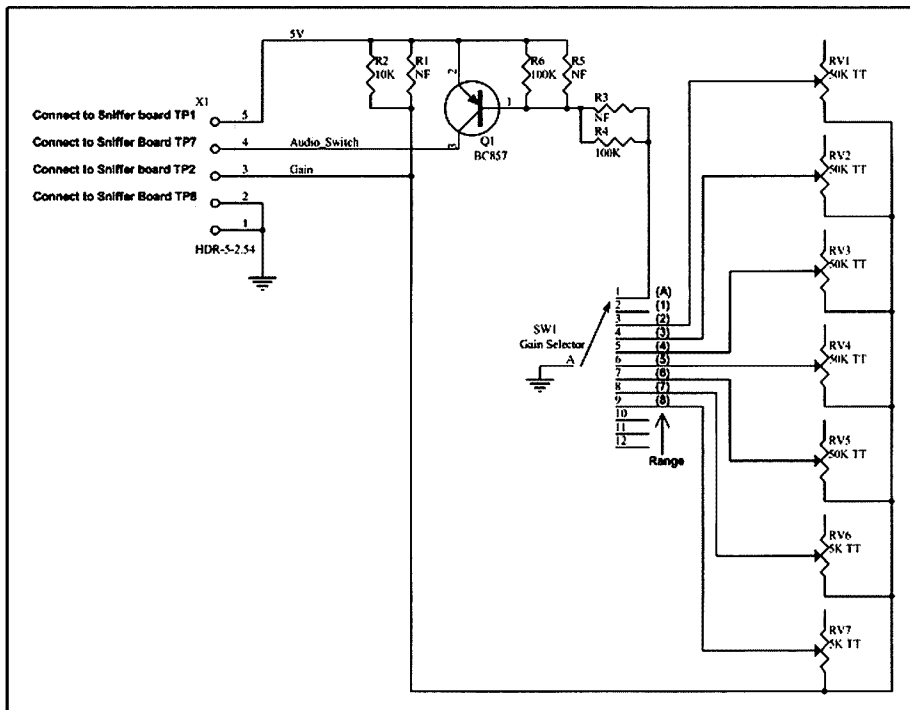 5V
R2
10K
R1
NF
R6
100K
R5
NF
2
1
3
Q1
BC857
R3
NF
R4
100K
X1
Connect to Sniffer board TP1
5
Connect to Sniffer Board TP7
4
Audio_Switch
Connect to Sniffer board TP2
3
Gain
Connect to Sniffer Board TP8
2
1
HDR-5-2.54
SW1
Gain Selector
A
1 (A)
2 (1)
3 (2)
4 (3)
5 (4)
6 (5)
7 (6)
8 (7)
9 (8)
10
11
12
Range
RV1
50K TT
RV2
50K TT
RV3
50K TT
RV4
50K TT
RV5
50K TT
RV6
5K TT
RV7
5K TT